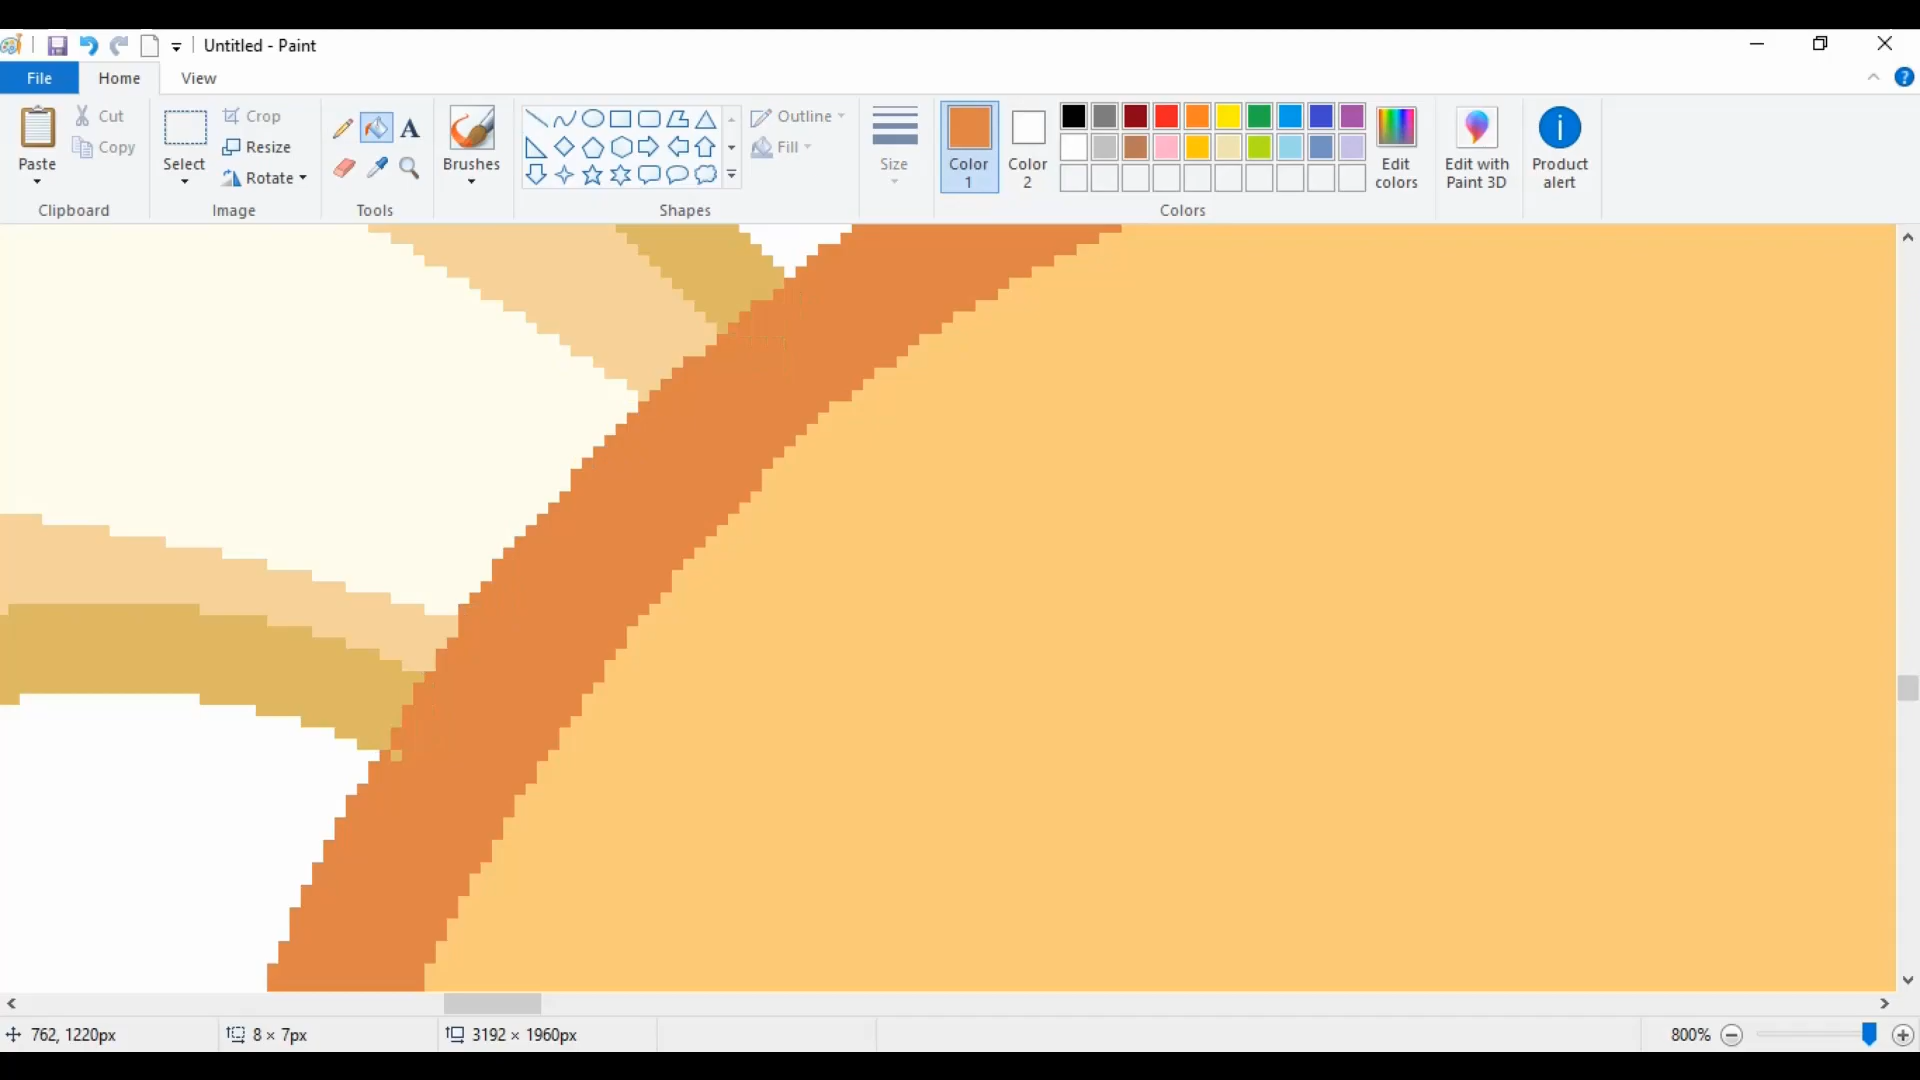 Untitled - Paint
File Home View
Paste
Cut
Copy
Clipboard
Select
Crop
Resize
Rotate
Image
A
Tools
Brushes
Shapes
Outline
Fill
Size
Color 1
Color 2
Colors
Edit colors
Edit with Paint 3D
Product alert
762, 1220px
8 × 7px
3192 × 1960px
800%